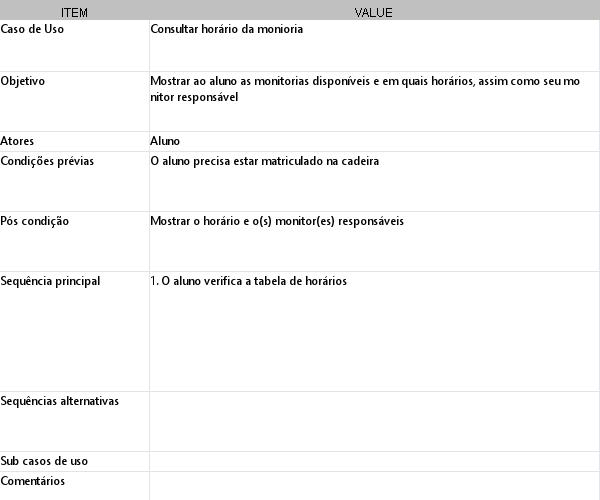 ITEM VALUE
Caso de Uso Consultar horário da monioria
Objetivo Mostrar ao aluno as monitorias disponíveis e em quais horários, assim como seu mo
nitor responsável
Atores Aluno
Condições prévias O aluno precisa estar matriculado na cadeira
Pós condição Mostrar o horário e o(s) monitor(es) responsáveis
Sequência principal 1. O aluno verifica a tabela de horários
Sequências alternativas
Sub casos de uso
Comentários